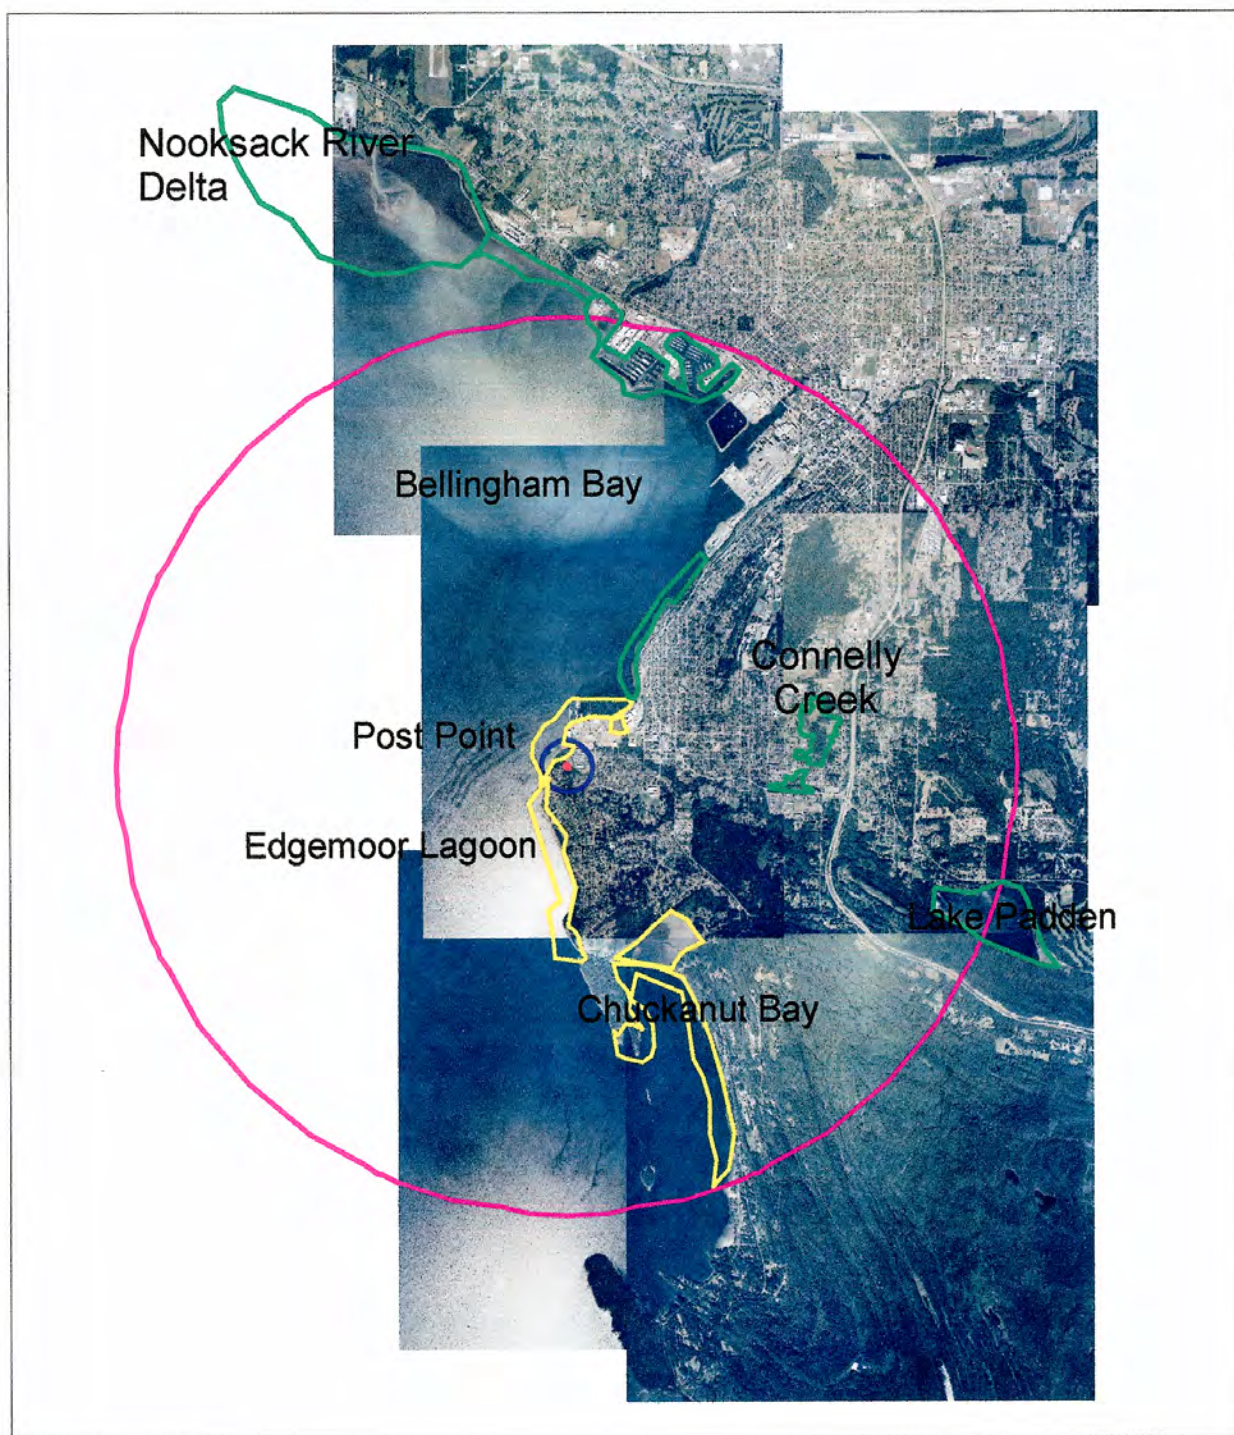 Nooksack River
Delta
Bellingham Bay
Connelly
Creek
Post Point
Edgemoor Lagoon
Lake Padden
Chuckanut Bay